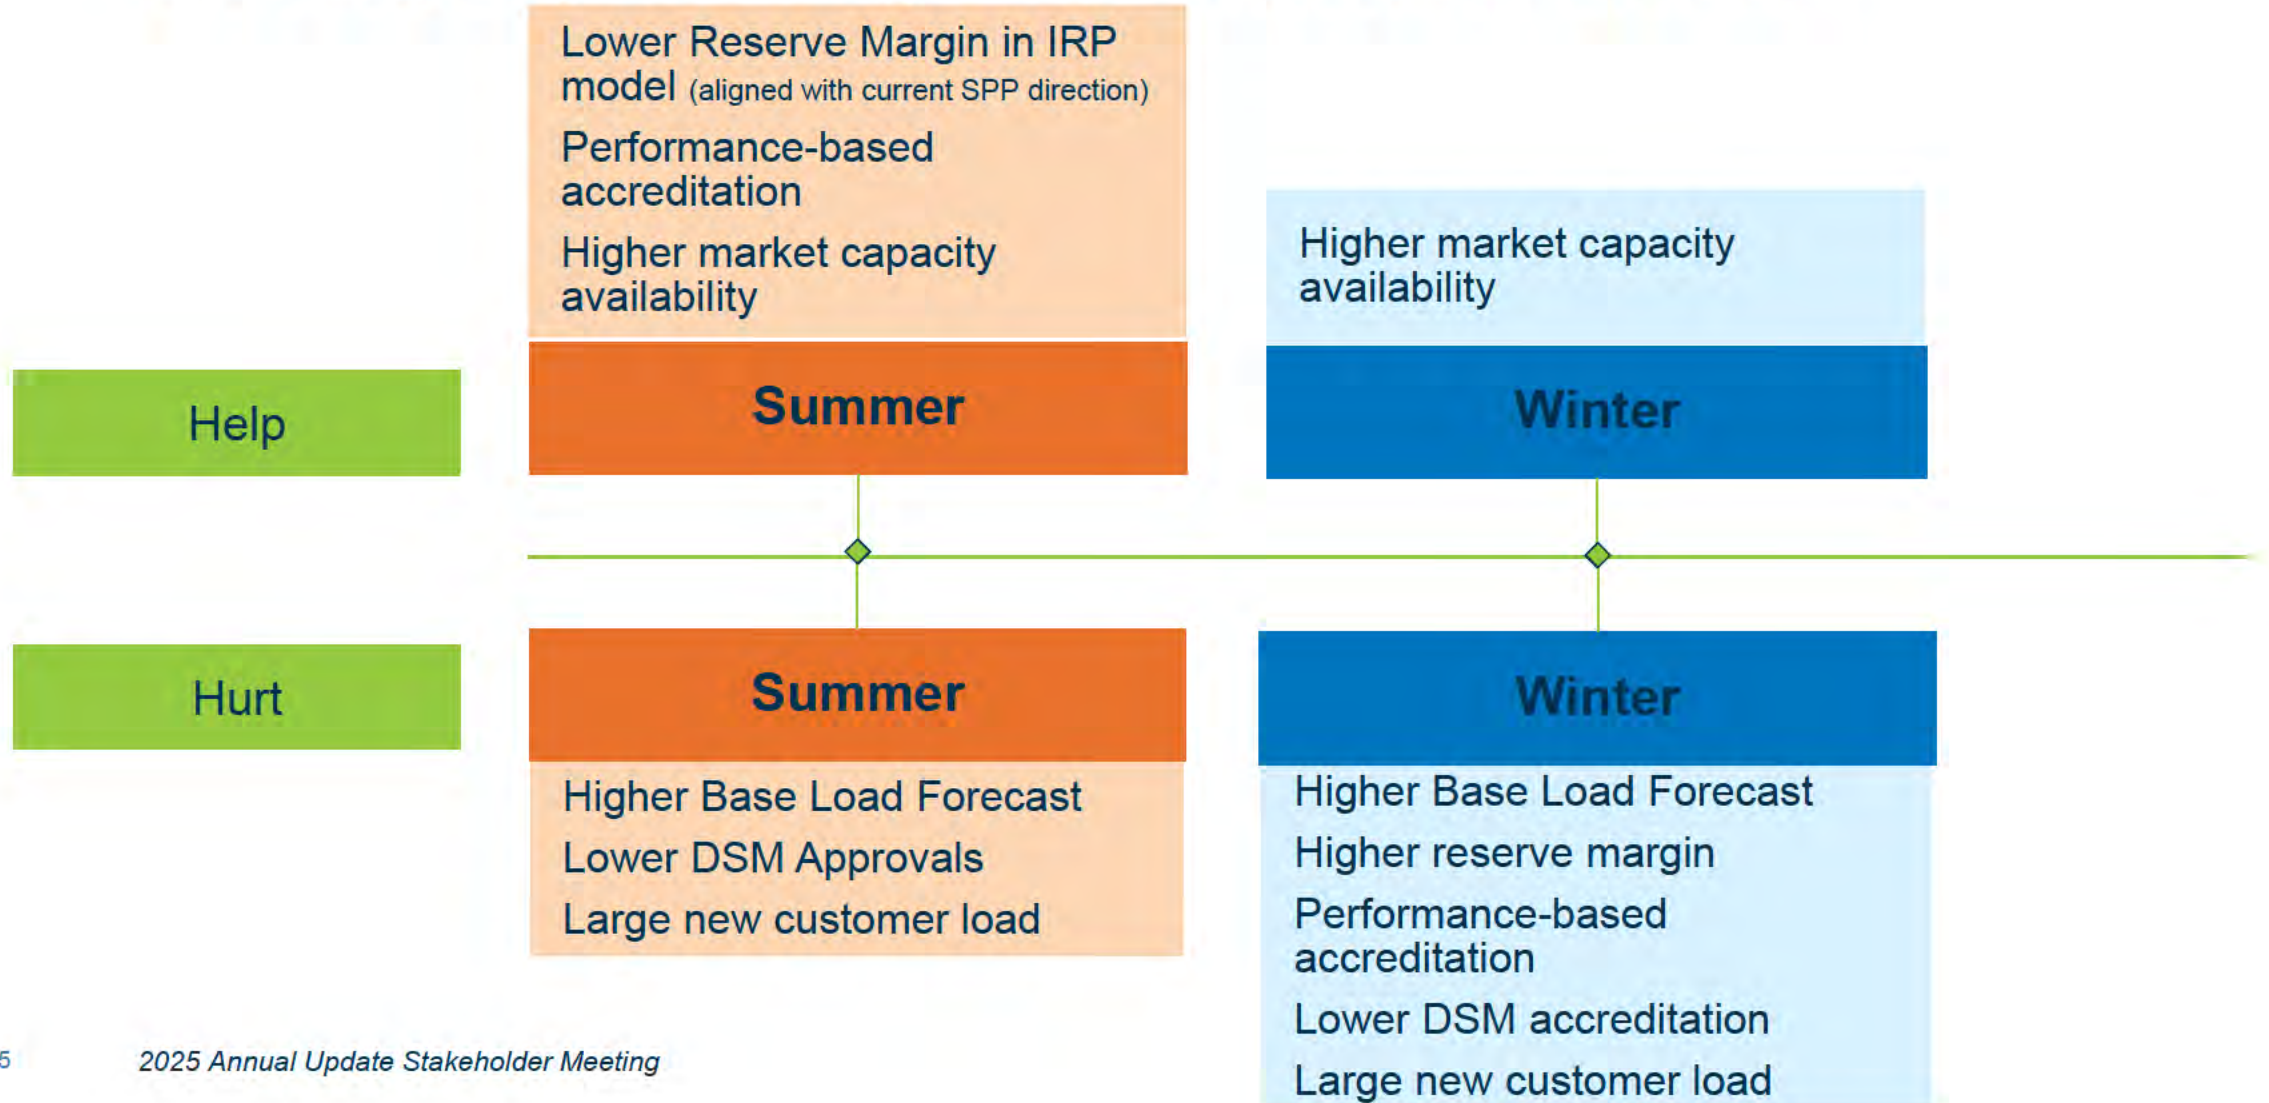 Lower Reserve Margin in IRP
model (aligned with current SPP direction)
Performance-based
accreditation
Higher market capacity
availability
Higher market capacity
availability
Help
Summer
Winter
Hurt
Summer
Winter
Higher Base Load Forecast
Lower DSM Approvals
Large new customer load
Higher Base Load Forecast
Higher reserve margin
Performance-based
accreditation
Lower DSM accreditation
Large new customer load
5
2025 Annual Update Stakeholder Meeting